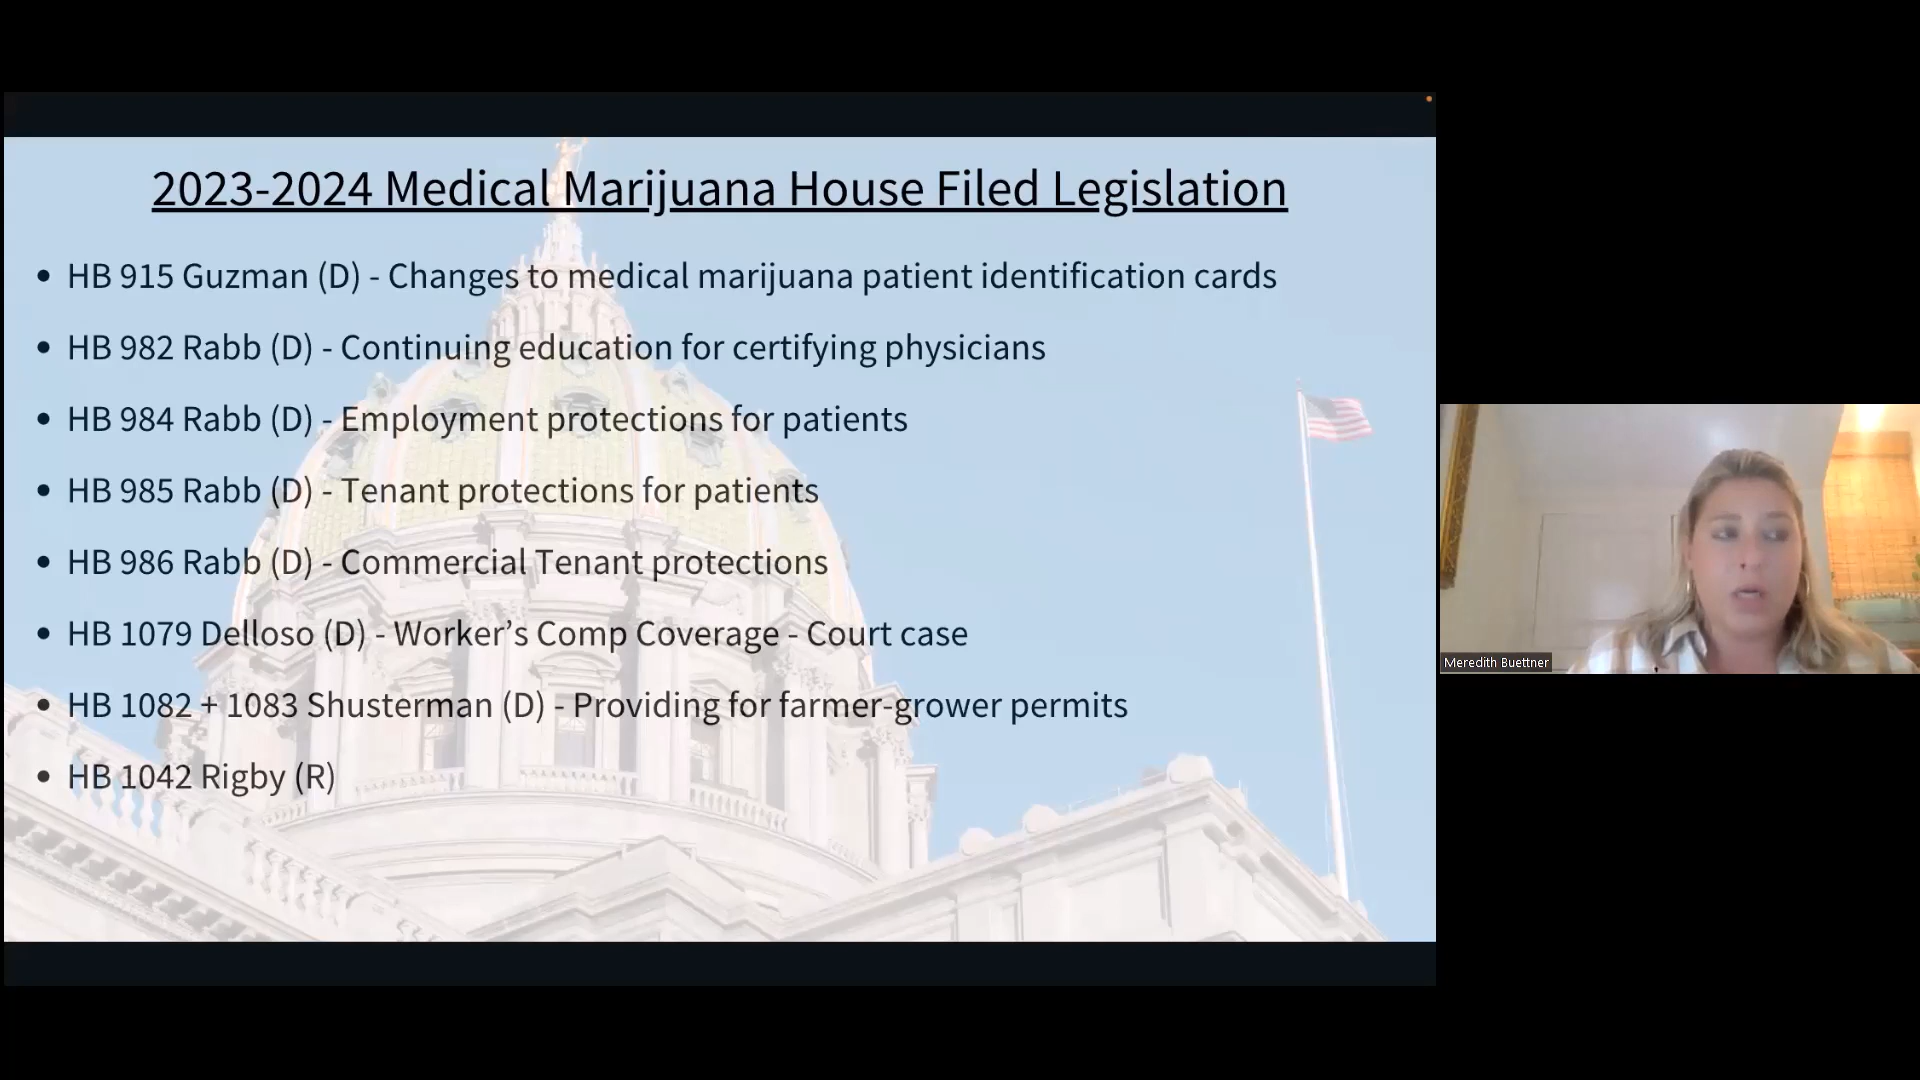 2023-2024 Medical Marijuana House Filed Legislation
• HB 915 Guzman (D) - Changes to medical marijuana patient identification cards
• HB 982 Rabb (D) - Continuing education for certifying physicians
• HB 984 Rabb (D) - Employment protections for patients
• HB 985 Rabb (D) - Tenant protections for patients
• HB 986 Rabb (D) - Commercial Tenant protections
• HB 1079 Delloso (D) - Worker’s Comp Coverage - Court case
• HB 1082 + 1083 Shusterman (D) - Providing for farmer-grower permits
• HB 1042 Rigby (R)
Meredith Buettner